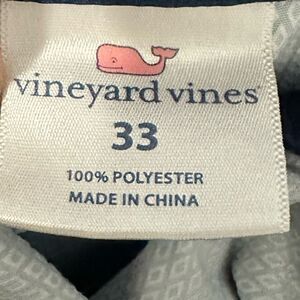 vineyard vines
33
100% POLYESTER
MADE IN CHINA